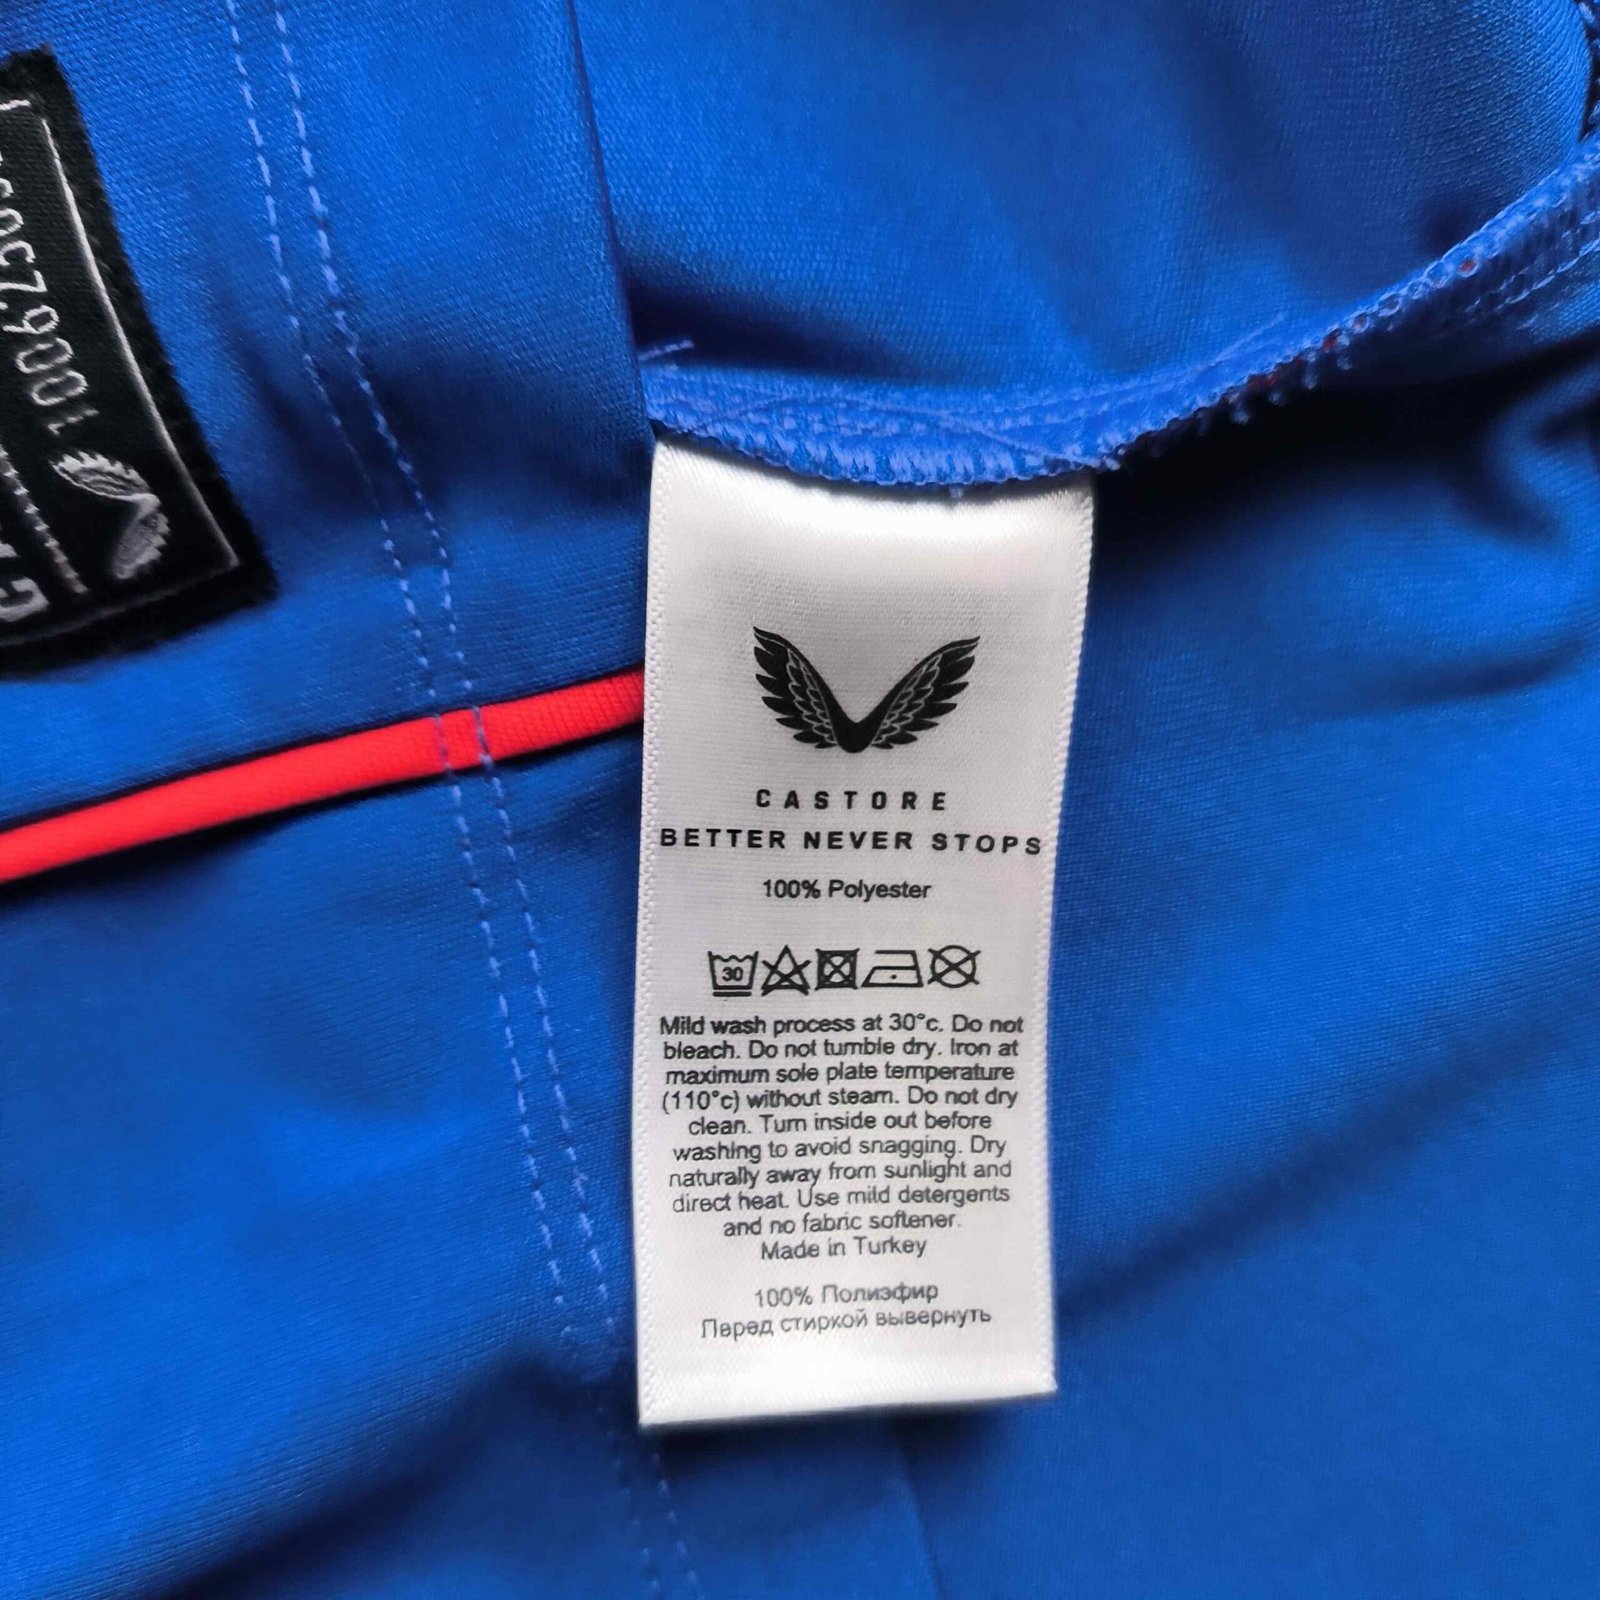 CASTORE
BETTER NEVER STOPS
100% Polyester
30
Mild wash process at 30°c. Do not
bleach. Do not tumble dry. Iron at
maximum sole plate temperature
(110°c) without steam. Do not dry
clean. Turn inside out before
washing to avoid snagging. Dry
naturally away from sunlight and
direct heat. Use mild detergents
and no fabric softener.
Made in Turkey
100% Полиэфир
Перед стиркой вывернуть